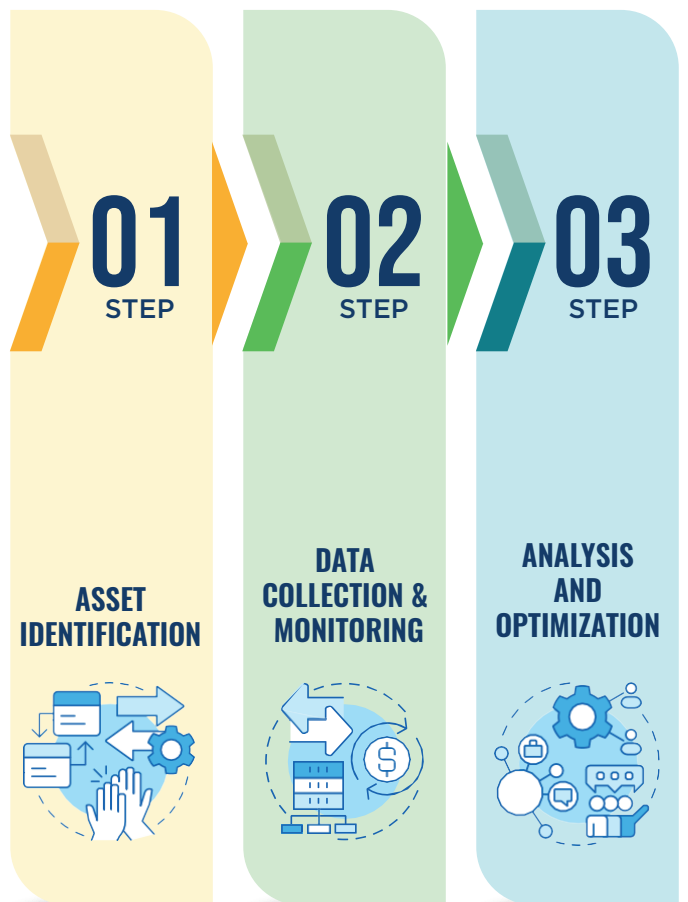 01
STEP
ASSET
IDENTIFICATION
02
STEP
DATA
COLLECTION &
MONITORING
$
03
STEP
ANALYSIS
AND
OPTIMIZATION